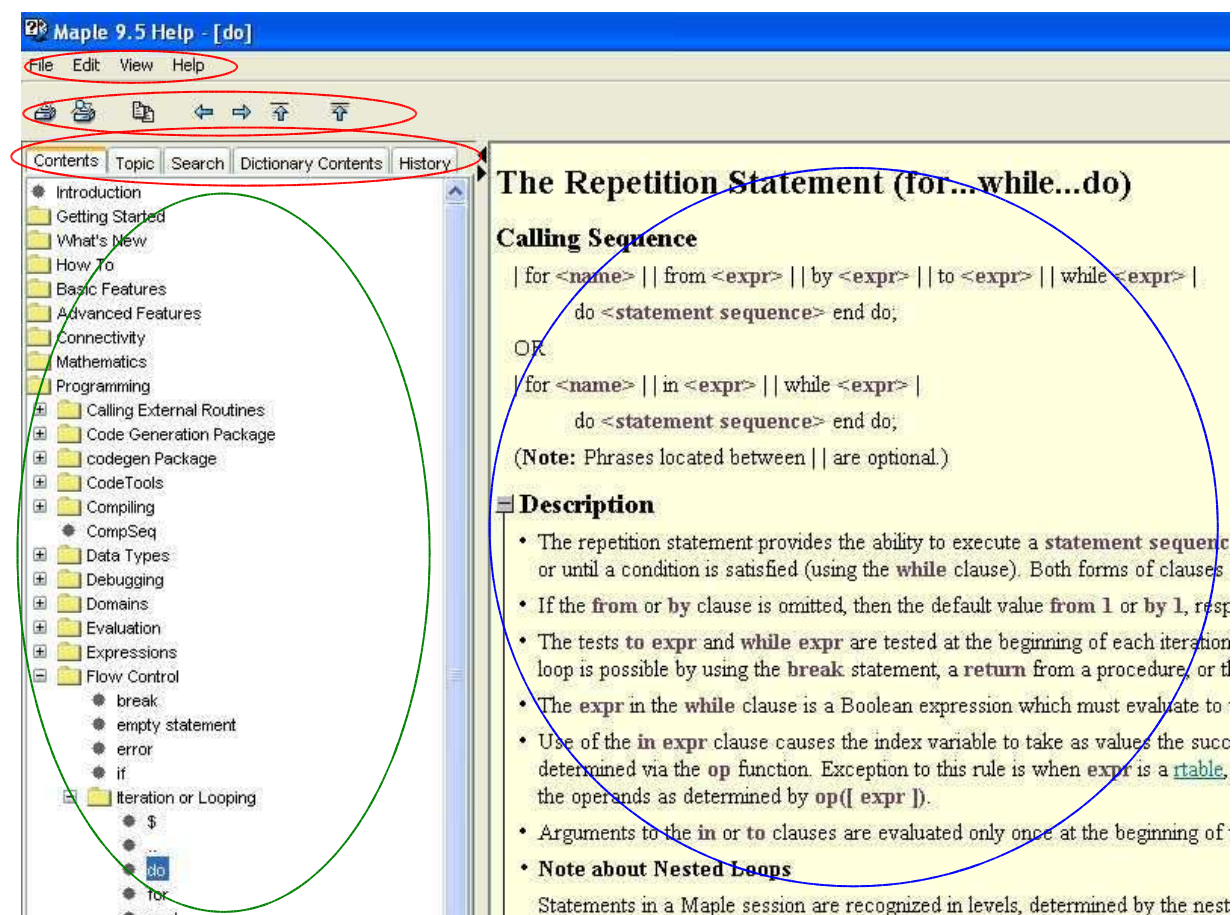 Maple 9.5 Help - [do]
File Edit View Help
Contents Topic Search Dictionary Contents History
Introduction
Getting Started
What's New
How To
Basic Features
Advanced Features
Connectivity
Mathematics
Programming
Calling External Routines
Code Generation Package
codegen Package
CodeTools
Compiling
CompSeq
Data Types
Debugging
Domains
Evaluation
Expressions
Flow Control
break
empty statement
error
if
Iteration or Looping
$
..
do
for
The Repetition Statement (for...while...do)
Calling Sequence
| for <name> | | from <expr> | | by <expr> | | to <expr> | | while <expr> |
do <statement sequence> end do;
OR
| for <name> | | in <expr> | | while <expr> |
do <statement sequence> end do;
(Note: Phrases located between | | are optional.)
Description
• The repetition statement provides the ability to execute a statement sequenc
or until a condition is satisfied (using the while clause). Both forms of clauses
• If the from or by clause is omitted, then the default value from 1 or by 1, resp
• The tests to expr and while expr are tested at the beginning of each iteration
loop is possible by using the break statement, a return from a procedure, or th
• The expr in the while clause is a Boolean expression which must evaluate to
• Use of the in expr clause causes the index variable to take as values the succ
determined via the op function. Exception to this rule is when expr is a rtable,
the operands as determined by op([ expr ]).
• Arguments to the in or to clauses are evaluated only once at the beginning of
• Note about Nested Loops
Statements in a Maple session are recognized in levels, determined by the nest